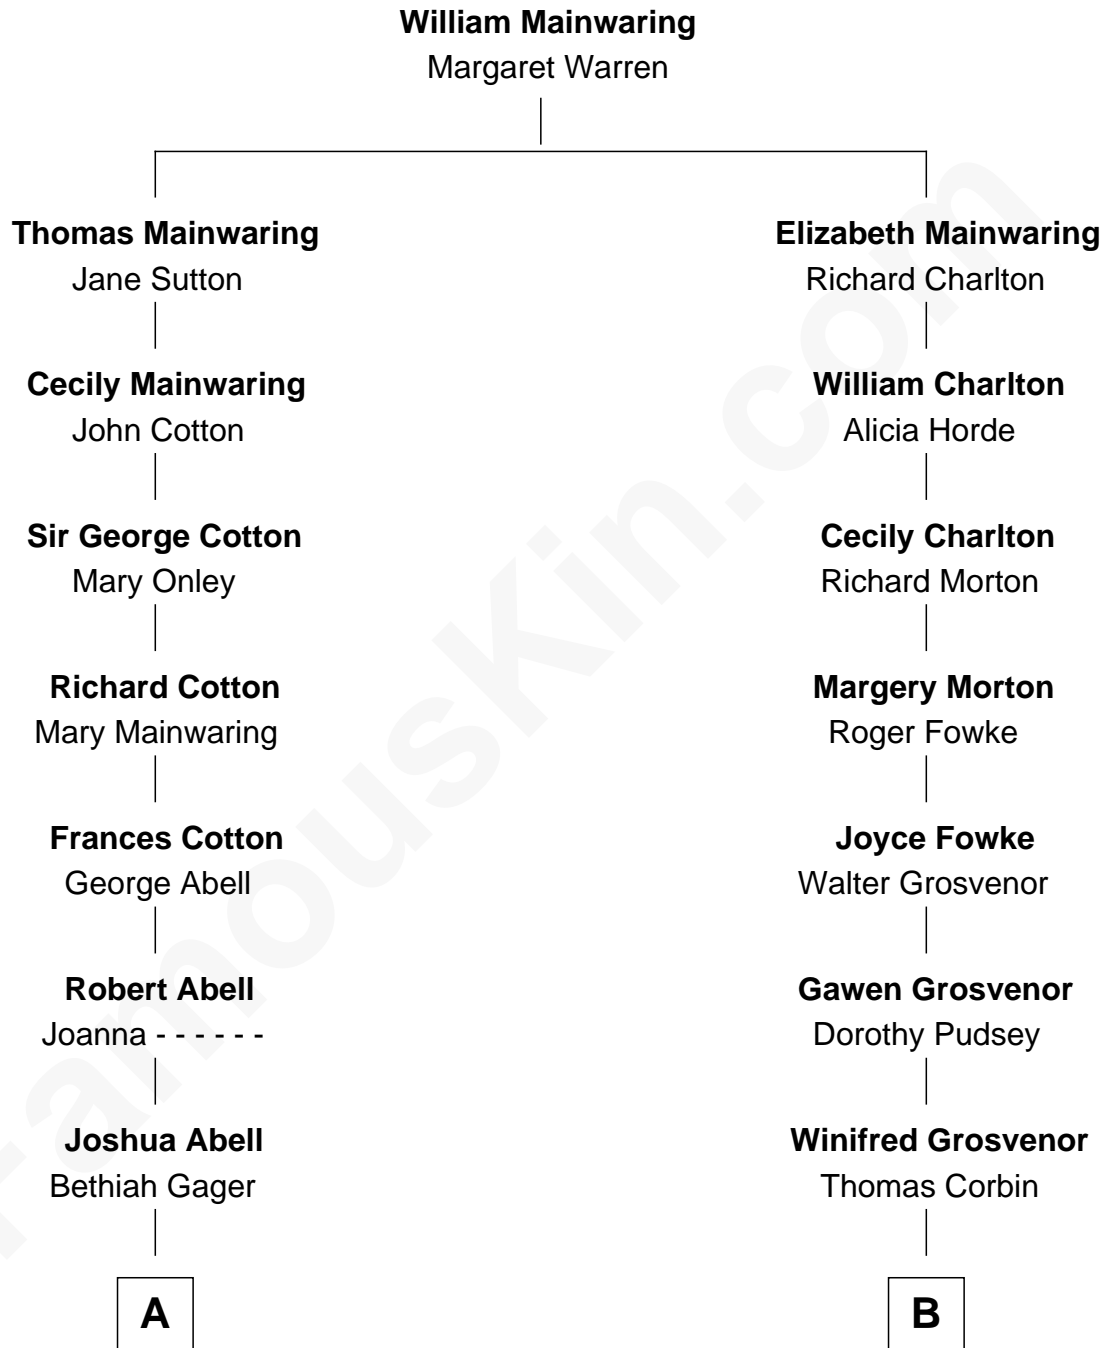 William Mainwaring
Margaret Warren
Thomas Mainwaring
Jane Sutton
Elizabeth Mainwaring
Richard Charlton
Cecily Mainwaring
John Cotton
William Charlton
Alicia Horde
Sir George Cotton
Mary Onley
Cecily Charlton
Richard Morton
Richard Cotton
Mary Mainwaring
Margery Morton
Roger Fowke
Frances Cotton
George Abell
Joyce Fowke
Walter Grosvenor
Robert Abell
Joanna - - - - - -
Gawen Grosvenor
Dorothy Pudsey
Joshua Abell
Bethiah Gager
Winifred Grosvenor
Thomas Corbin
A
B
FamousKin.com